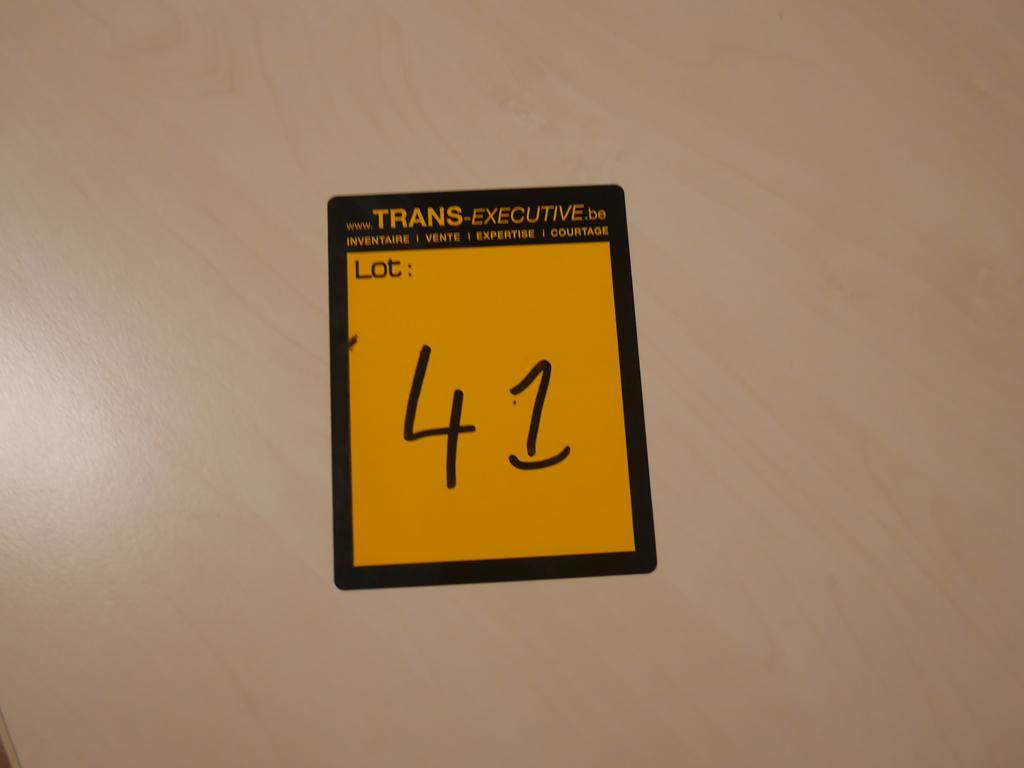 www.TRANS-EXECUTIVE.be
INVENTAIRE | VENTE | EXPERTISE | COURTAGE
Lot:
41